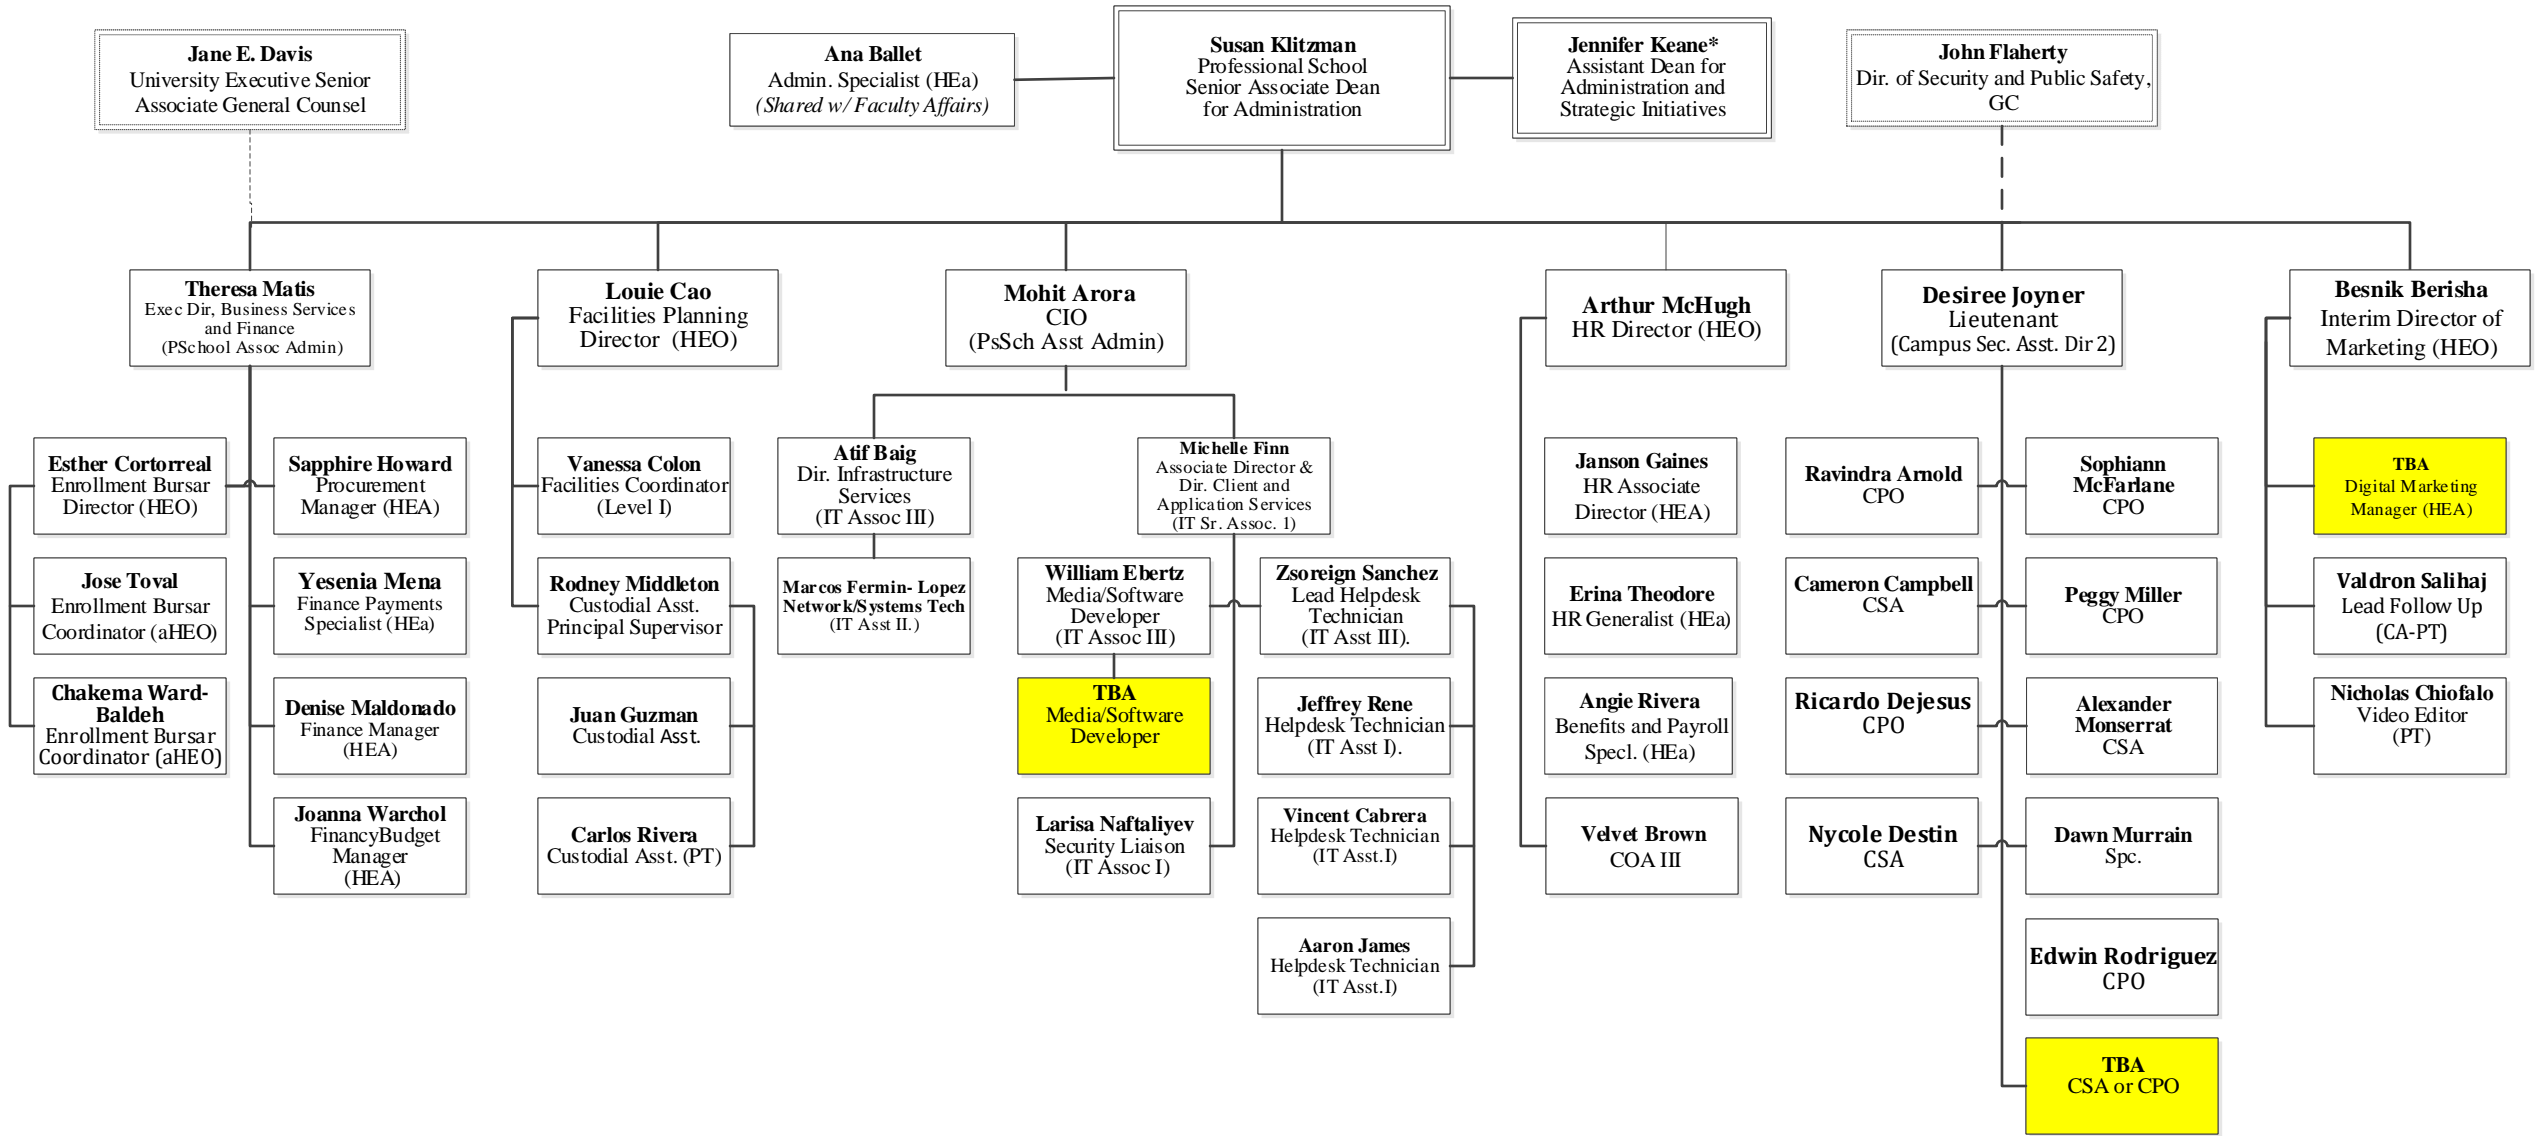 Jane E. Davis
University Executive Senior
Associate General Counsel
Ana Ballet
Admin. Specialist (HEa)
(Shared w/ Faculty Affairs)
Susan Klitzman
Professional School
Senior Associate Dean
for Administration
Jennifer Keane*
Assistant Dean for
Administration and
Strategic Initiatives
John Flaherty
Dir. of Security and Public Safety,
GC
Theresa Matis
Exec Dir, Business Services
and Finance
(PSchool Assoc Admin)
Louie Cao
Facilities Planning
Director (HEO)
Mohit Arora
CIO
(PsSch Asst Admin)
Arthur McHugh
HR Director (HEO)
Desiree Joyner
Lieutenant
(Campus Sec. Asst. Dir 2)
Besnik Berisha
Interim Director of
Marketing (HEO)
Esther Cortorreal
Enrollment Bursar
Director (HEO)
Sapphire Howard
Procurement
Manager (HEA)
Vanessa Colon
Facilities Coordinator
(Level I)
Atif Baig
Dir. Infrastructure
Services
(IT Assoc III)
Michelle Finn
Associate Director &
Dir. Client and
Application Services
(IT Sr. Assoc. 1)
Janson Gaines
HR Associate
Director (HEA)
Ravindra Arnold
CPO
Sophiann
McFarlane
CPO
TBA
Digital Marketing
Manager (HEA)
Jose Toval
Enrollment Bursar
Coordinator (aHEO)
Yesenia Mena
Finance Payments
Specialist (HEa)
Rodney Middleton
Custodial Asst.
Principal Supervisor
Marcos Fermin- Lopez
Network/Systems Tech
(IT Asst II.)
William Ebertz
Media/Software
Developer
(IT Assoc III)
Zsoreign Sanchez
Lead Helpdesk
Technician
(IT Asst III).
Erina Theodore
HR Generalist (HEa)
Cameron Campbell
CSA
Peggy Miller
CPO
Valdron Salihaj
Lead Follow Up
(CA-PT)
Chakema Ward-
Baldeh
Enrollment Bursar
Coordinator (aHEO)
Denise Maldonado
Finance Manager
(HEA)
Juan Guzman
Custodial Asst.
TBA
Media/Software
Developer
Jeffrey Rene
Helpdesk Technician
(IT Asst I).
Angie Rivera
Benefits and Payroll
Specl. (HEa)
Ricardo Dejesus
CPO
Alexander
Monserrat
CSA
Nicholas Chiofalo
Video Editor
(PT)
Joanna Warchol
FinancyBudget
Manager
(HEA)
Carlos Rivera
Custodial Asst. (PT)
Larisa Naftaliyev
Security Liaison
(IT Assoc I)
Vincent Cabrera
Helpdesk Technician
(IT Asst.I)
Velvet Brown
COA III
Nycole Destin
CSA
Dawn Murrain
Spc.
Aaron James
Helpdesk Technician
(IT Asst.I)
Edwin Rodriguez
CPO
TBA
CSA or CPO